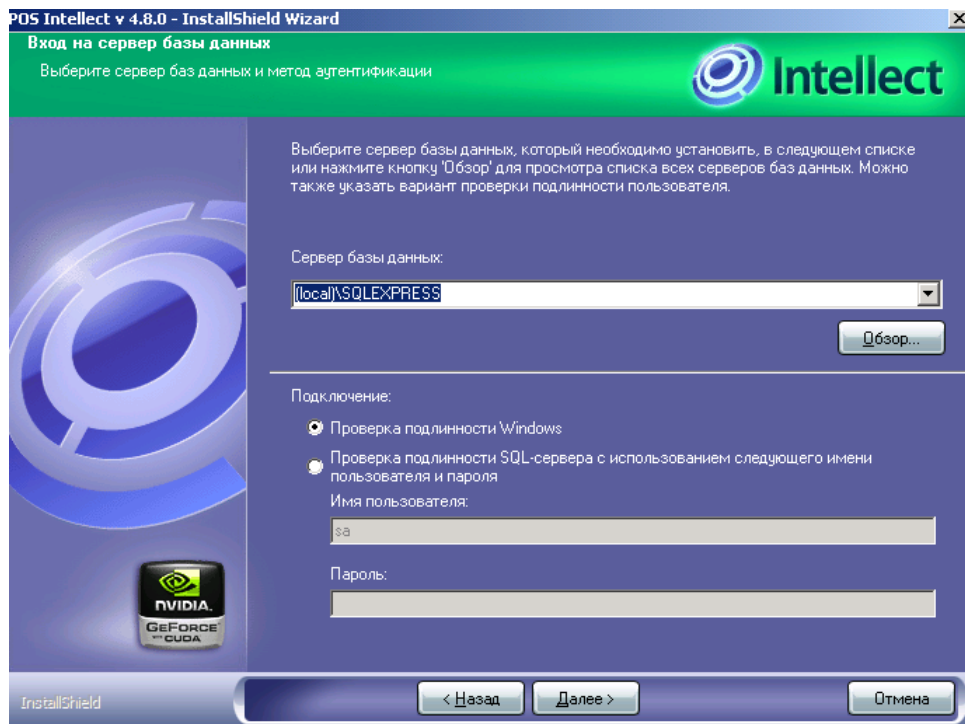 POS Intellect v 4.8.0 - InstallShield Wizard
Вход на сервер базы данных
Выберите сервер баз данных и метод аутентификации
Intellect
Выберите сервер базы данных, который необходимо установить, в следующем списке
или нажмите кнопку 'Обзор' для просмотра списка всех серверов баз данных. Можно
также указать вариант проверки подлинности пользователя.
Сервер базы данных:
(local)\SQLEXPRESS
Обзор...
Подключение:
Проверка подлинности Windows
Проверка подлинности SQL-сервера с использованием следующего имени
пользователя и пароля
Имя пользователя:
sa
Пароль:
NVIDIA.
GEFORCE
WITH CUDA
InstallShield
< Назад
Далее >
Отмена